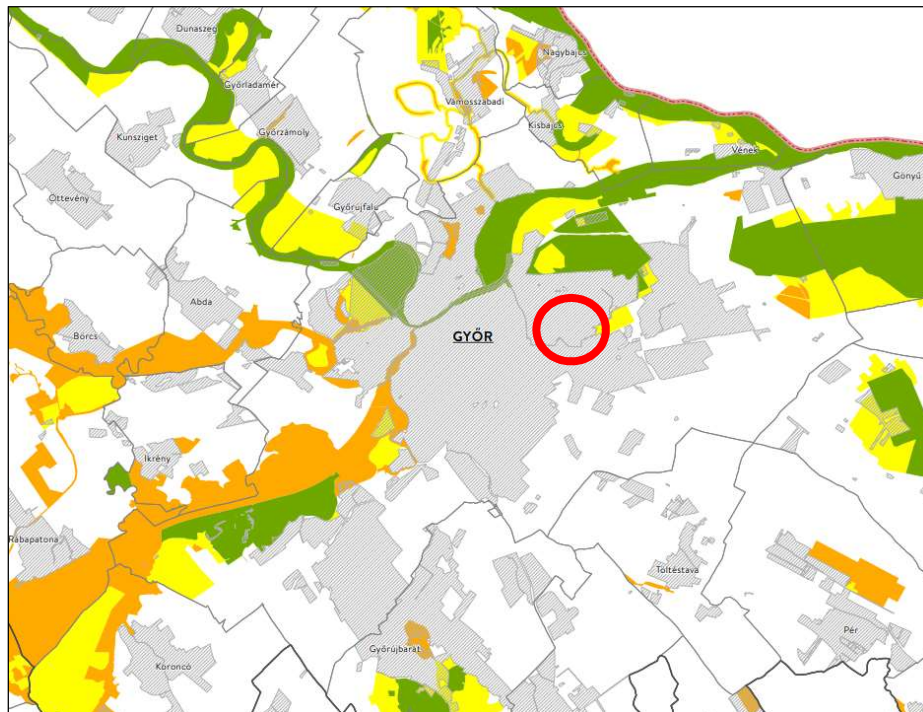 Dunaszeg
Nagybajcs
Győrladamér
Vámosszabadi
Kisbajcs
Győrzámoly
Kunsziget
Vének
Gönyű
Öttevény
Győrújfalu
Abda
Börcs
GYŐR
Ikrény
Rábapatona
Töltéstava
Pér
Győrújbarát
Koroncó